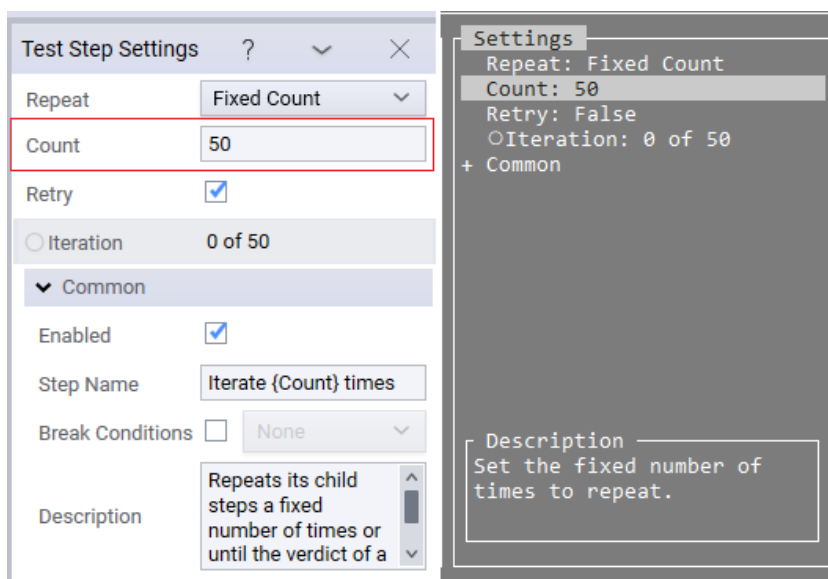 Test Step Settings ?
Repeat Fixed Count
Count 50
Retry
Iteration 0 of 50
Common
Enabled
Step Name Iterate {Count} times
Break Conditions None
Description
Repeats its child
steps a fixed
number of times or
until the verdict of a
Settings
Repeat: Fixed Count
Count: 50
Retry: False
Iteration: 0 of 50
+ Common
Description
Set the fixed number of
times to repeat.